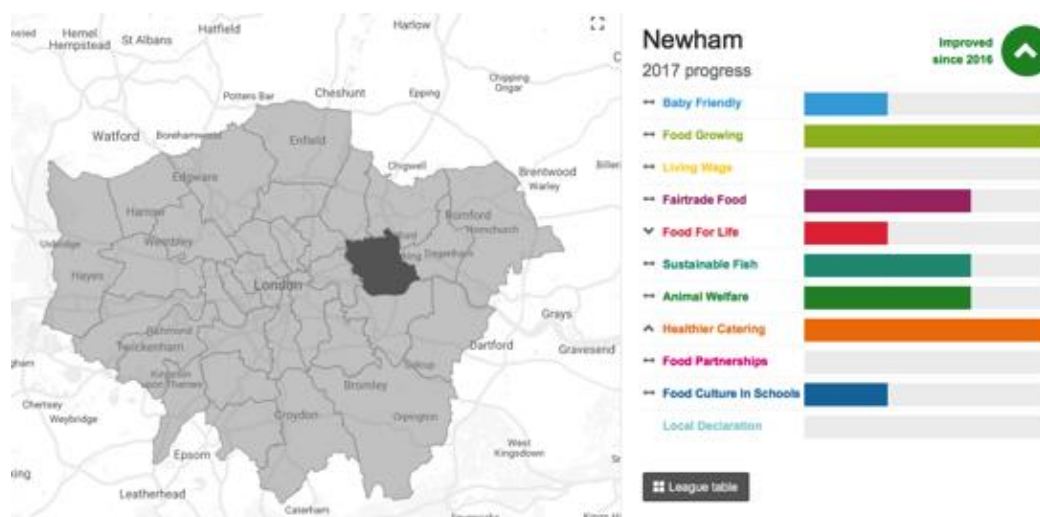 Hemel
Hempstead
St Albans
Hatfield
Harlow
Chipping
Ongar
Potters Bar
Cheshunt
Epping
Watford
Borehamwood
Enfield
Chigwell
Brentwood
Warley
Edgware
Harrow
Romford
Hornchurch
Wembley
Dagenham
Uxbridge
Hayes
London
Grays
Richmond
Twickenham
Dartford
Gravesend
Kingston
upon Thames
Bromley
Chertsey
Weybridge
Croydon
Orpington
Epsom
West
Kingsdown
Leatherhead
Caterham
Newham
2017 progress
Improved
since 2016
Baby Friendly
Food Growing
Living Wage
Fairtrade Food
Food For Life
Sustainable Fish
Animal Welfare
Healthier Catering
Food Partnerships
Food Culture In Schools
Local Declaration
League table